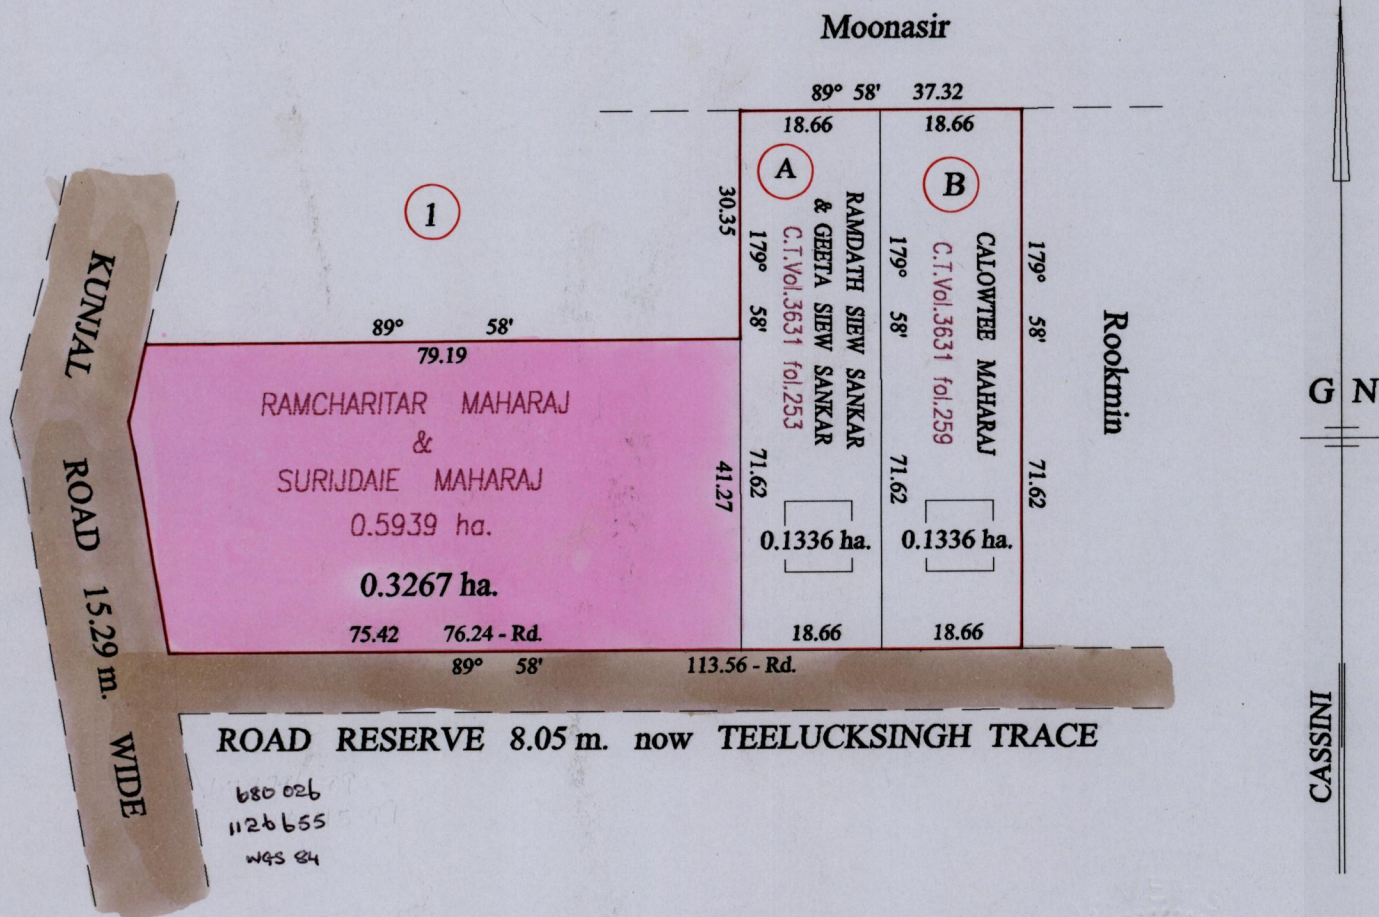 Moonasir
89° 58' 37.32
18.66
18.66
A
B
1
30.35
179° 58'
71.62
C.T.Vol.3631 fol.253
RAMDATH SIEW SANKAR
& GEETA SIEW SANKAR
179° 58'
71.62
C.T.Vol.3631 fol.259
CALOWTEE MAHARAJ
179° 58'
71.62
Rookmin
G N
KUNJAL ROAD 15.29 m. WIDE
89° 58'
79.19
RAMCHARITAR MAHARAJ
&
SURIJDAIE MAHARAJ
0.5939 ha.
0.3267 ha.
41.27
0.1336 ha.
0.1336 ha.
75.42 76.24 - Rd.
18.66
18.66
89° 58' 113.56 - Rd.
ROAD RESERVE 8.05 m. now TEELUCKSINGH TRACE
CASSINI
680 026
1126655
WGS 84